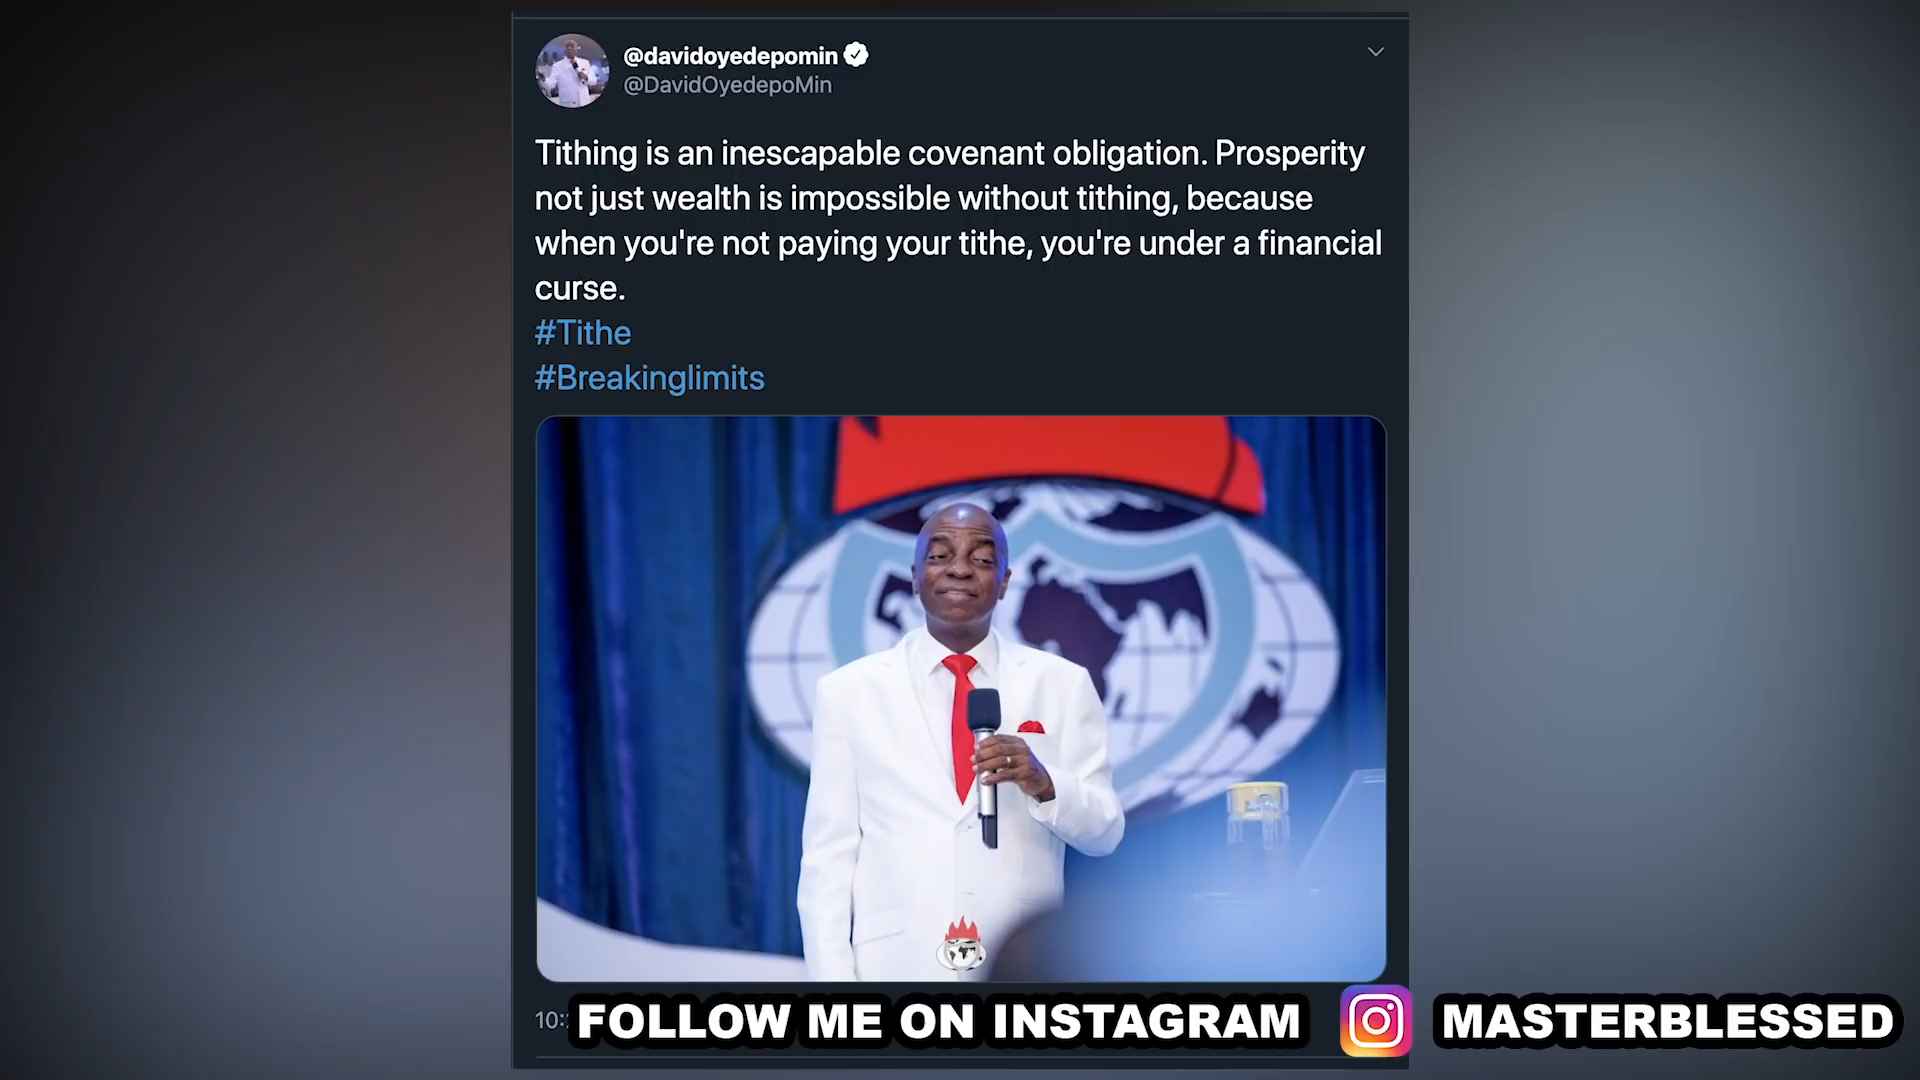 @davidoyedepomin
@DavidOyedepoMin
Tithing is an inescapable covenant obligation. Prosperity
not just wealth is impossible without tithing, because
when you're not paying your tithe, you're under a financial
curse.
#Tithe
#Breakinglimits
10:
FOLLOW ME ON INSTAGRAM
MASTERBLESSED